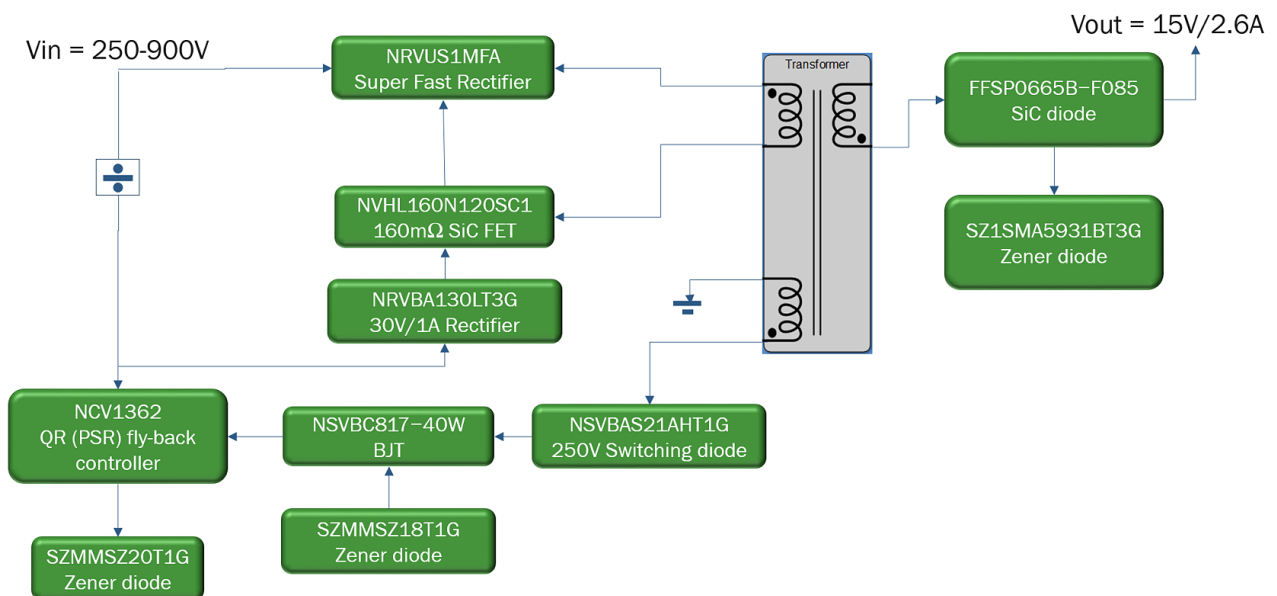 Vin = 250-900V
NRVUS1MFA
Super Fast Rectifier
Transformer
Vout = 15V/2.6A
FFSP0665B−F085
SiC diode
NVHL160N120SC1
160mΩ SiC FET
SZ1SMA5931BT3G
Zener diode
NRVBA130LT3G
30V/1A Rectifier
NCV1362
QR (PSR) fly-back
controller
NSVBC817−40W
BJT
NSVBAS21AHT1G
250V Switching diode
SZMMSZ18T1G
Zener diode
SZMMSZ20T1G
Zener diode